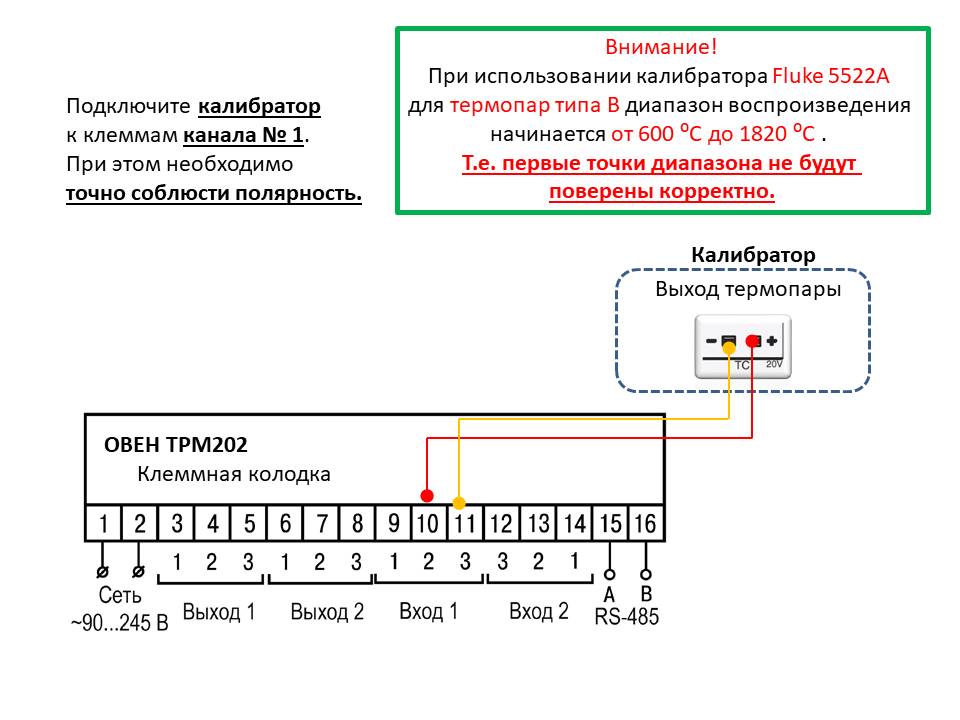 Подключите калибратор
к клеммам канала № 1.
При этом необходимо
точно соблюсти полярность.
Внимание!
При использовании калибратора Fluke 5522A
для термопар типа В диапазон воспроизведения
начинается от 600 ⁰С до 1820 ⁰С .
Т.е. первые точки диапазона не будут
поверены корректно.
Калибратор
Выход термопары
- +
TC 20V
ОВЕН ТРМ202
Клеммная колодка
1 2 3 4 5 6 7 8 9 10 11 12 13 14 15 16
1 2 3 1 2 3 1 2 3 3 2 1
Сеть
~90...245 В
Выход 1 Выход 2 Вход 1 Вход 2
A B
RS-485